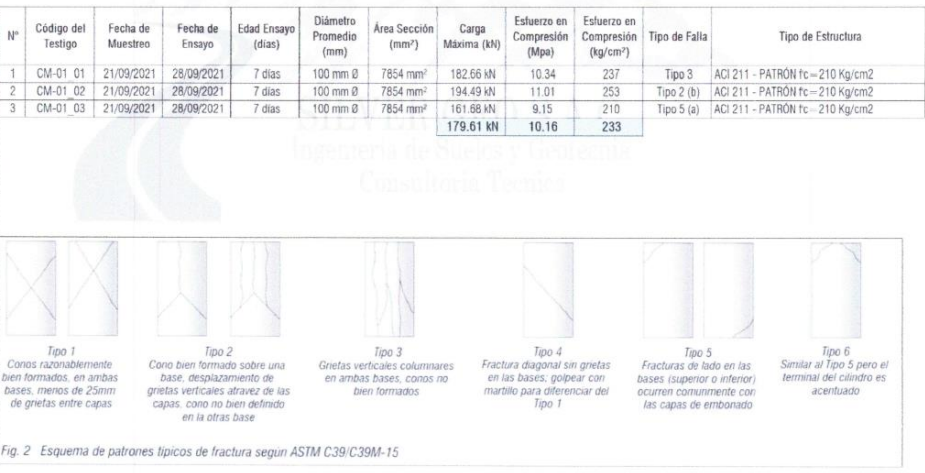 N° Código del Testigo Fecha de Muestreo Fecha de Ensayo Edad Ensayo (días) Diámetro Promedio (mm) Área Sección (mm²) Carga Máxima (kN) Esfuerzo en Compresión (Mpa) Esfuerzo en Compresión (kg/cm²) Tipo de Falla Tipo de Estructura
1 CM-01_01 21/09/2021 28/09/2021 7 días 100 mm Ø 7854 mm² 182.66 kN 10.34 237 Tipo 3 ACI 211 - PATRÓN fc=210 Kg/cm2
2 CM-01_02 21/09/2021 28/09/2021 7 días 100 mm Ø 7854 mm² 194.49 kN 11.01 253 Tipo 2 (b) ACI 211 - PATRÓN fc=210 Kg/cm2
3 CM-01_03 21/09/2021 28/09/2021 7 días 100 mm Ø 7854 mm² 161.68 kN 9.15 210 Tipo 5 (a) ACI 211 - PATRÓN fc=210 Kg/cm2
179.61 kN 10.16 233
Ingeniería de Suelos y Geotecnia
Consultoría Técnica
Tipo 1
Conos razonablemente
bien formados, en ambas
bases, menos de 25mm
de grietas entre capas
Tipo 2
Cono bien formado sobre una
base, desplazamiento de
grietas verticales atravez de las
capas, cono no bien definido
en la otras base
Tipo 3
Grietas verticales columnares
en ambas bases, conos no
bien formados
Tipo 4
Fractura diagonal sin grietas
en las bases, golpear con
martillo para diferenciar del
Tipo 1
Tipo 5
Fracturas de lado en las
bases (superior o inferior)
ocurren comunmente con
las capas de embonado
Tipo 6
Similar al Tipo 5 pero el
terminal del cilindro es
acentuado
Fig. 2 Esquema de patrones típicos de fractura según ASTM C39/C39M-15